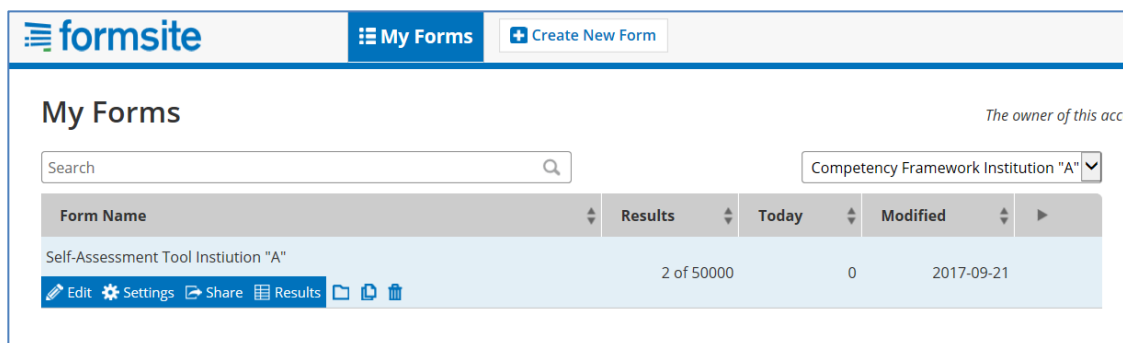 formsite My Forms Create New Form
My Forms
The owner of this acc
Search Competency Framework Institution "A"
Form Name Results Today Modified
Self-Assessment Tool Instiution "A"
2 of 50000 0 2017-09-21
Edit Settings Share Results